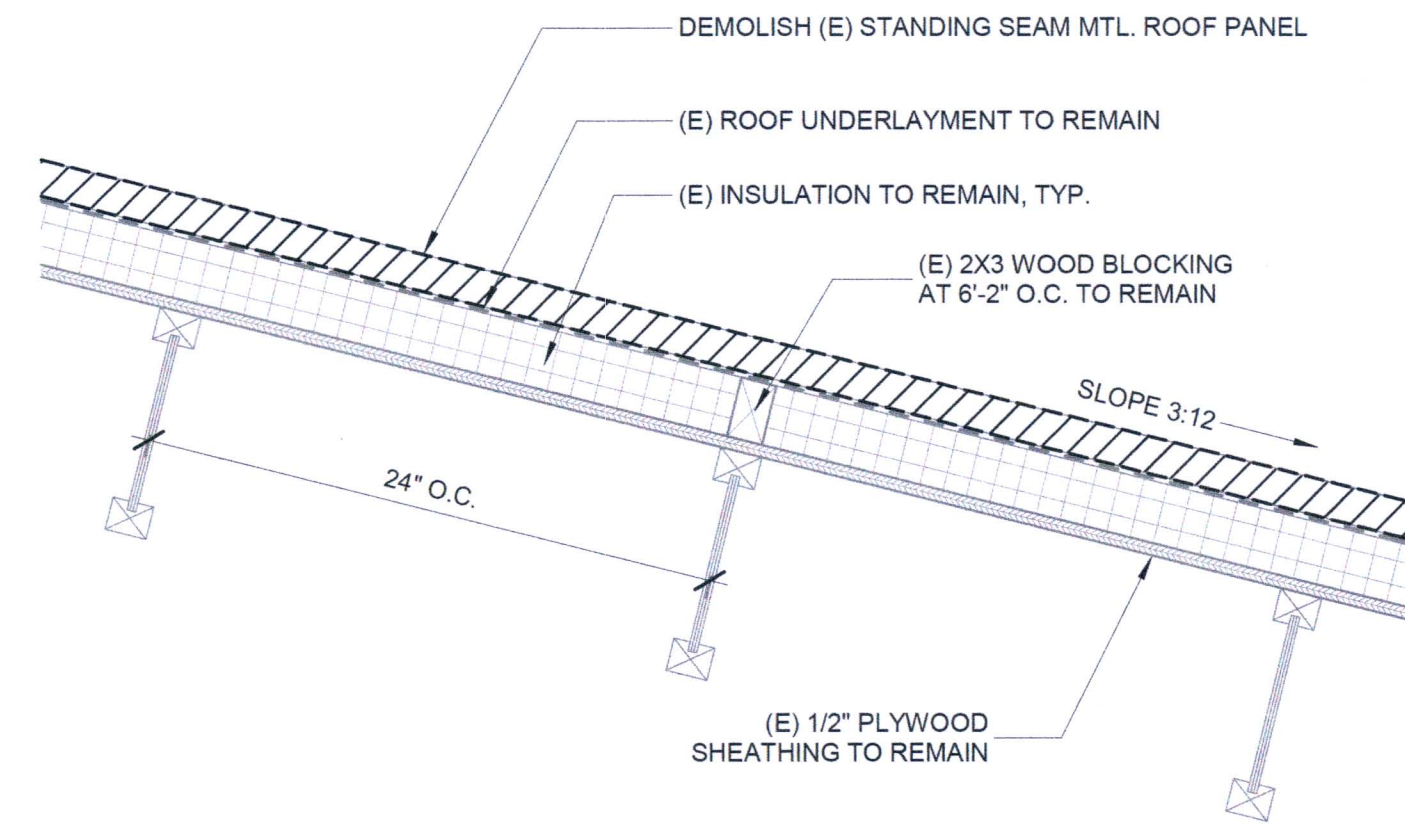 DEMOLISH (E) STANDING SEAM MTL. ROOF PANEL
(E) ROOF UNDERLAYMENT TO REMAIN
(E) INSULATION TO REMAIN, TYP.
(E) 2X3 WOOD BLOCKING
AT 6'-2" O.C. TO REMAIN
SLOPE 3:12
24" O.C.
(E) 1/2" PLYWOOD
SHEATHING TO REMAIN